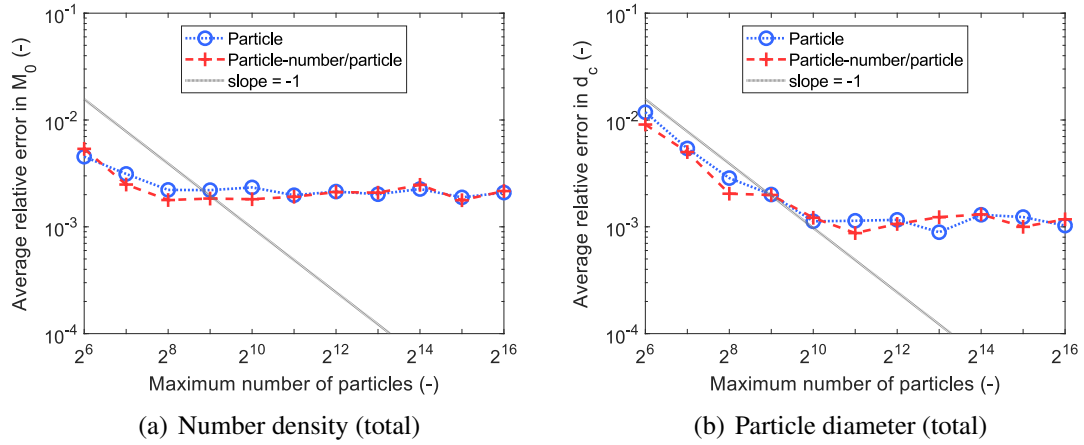 10^-1
10^-2
10^-3
10^-4
Average relative error in M_0 (-)
Particle
Particle-number/particle
slope = -1
2^6 2^8 2^10 2^12 2^14 2^16
Maximum number of particles (-)
(a) Number density (total)
10^-1
10^-2
10^-3
10^-4
Average relative error in d_c (-)
Particle
Particle-number/particle
slope = -1
2^6 2^8 2^10 2^12 2^14 2^16
Maximum number of particles (-)
(b) Particle diameter (total)